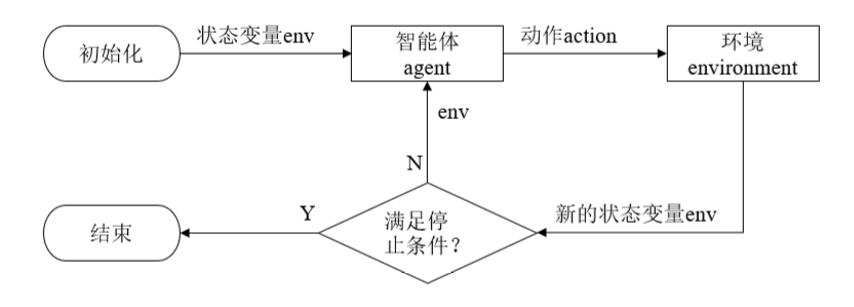 初始化
状态变量env
智能体
agent
动作action
环境
environment
env
N
新的状态变量env
满足停
止条件?
Y
结束